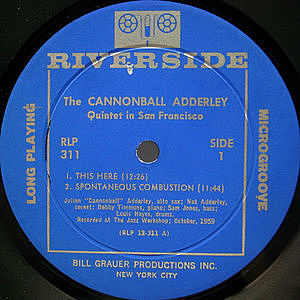 RIVERSIDE
The CANNONBALL ADDERLEY
Quintet in San Francisco
RLP
311
SIDE
1
LONG PLAYING
MICROGROOVE
1. THIS HERE (12:26)
2. SPONTANEOUS COMBUSTION (11:44)
Julian "Cannonball" Adderley, alto sax; Nat Adderley,
cornet; Bobby Timmons, piano; Sam Jones, bass;
Louis Hayes, drums.
Recorded at The Jazz Workshop; October, 1959
(RLP 12-311 A)
BILL GRAUER PRODUCTIONS INC.
NEW YORK CITY